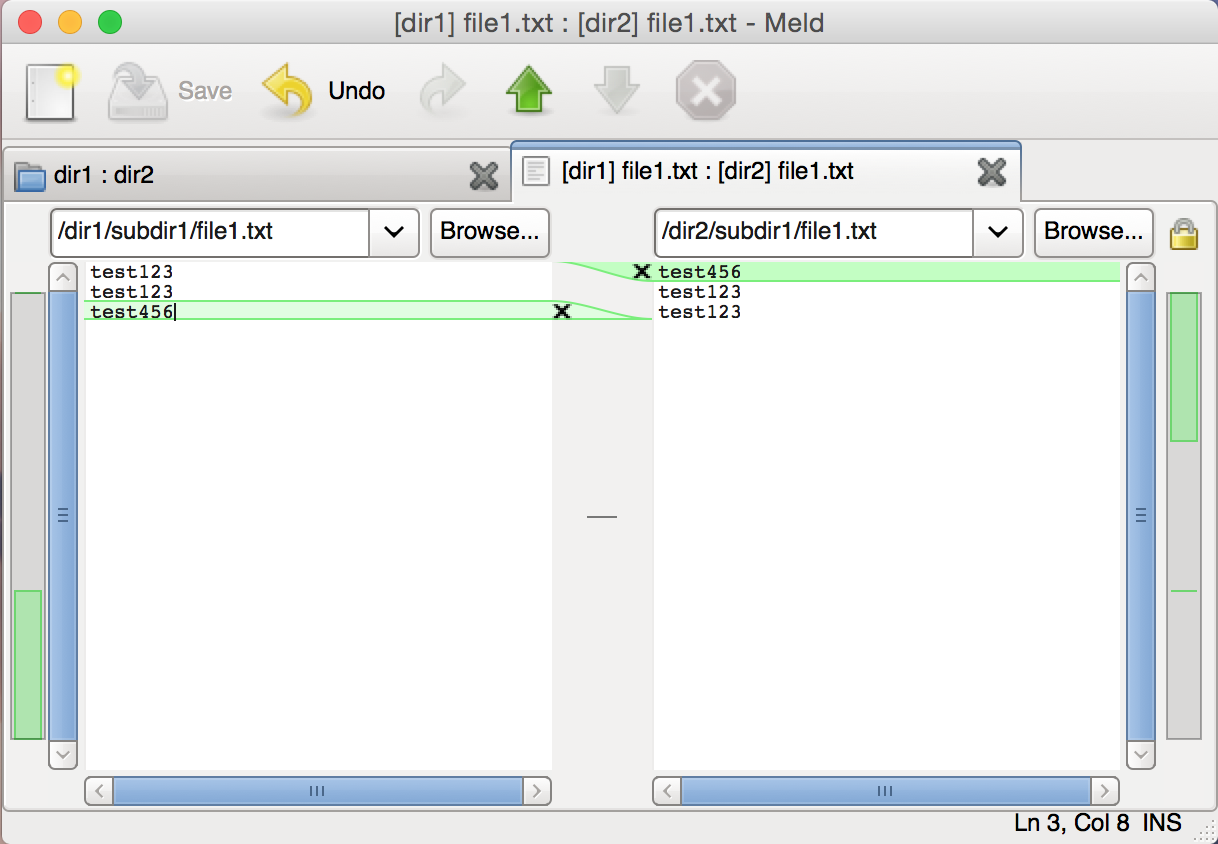 [dir1] file1.txt : [dir2] file1.txt - Meld
Save Undo
dir1 : dir2
[dir1] file1.txt : [dir2] file1.txt
/dir1/subdir1/file1.txt
Browse...
/dir2/subdir1/file1.txt
Browse...
test123
test123
test456
test456
test123
test123
Ln 3, Col 8 INS